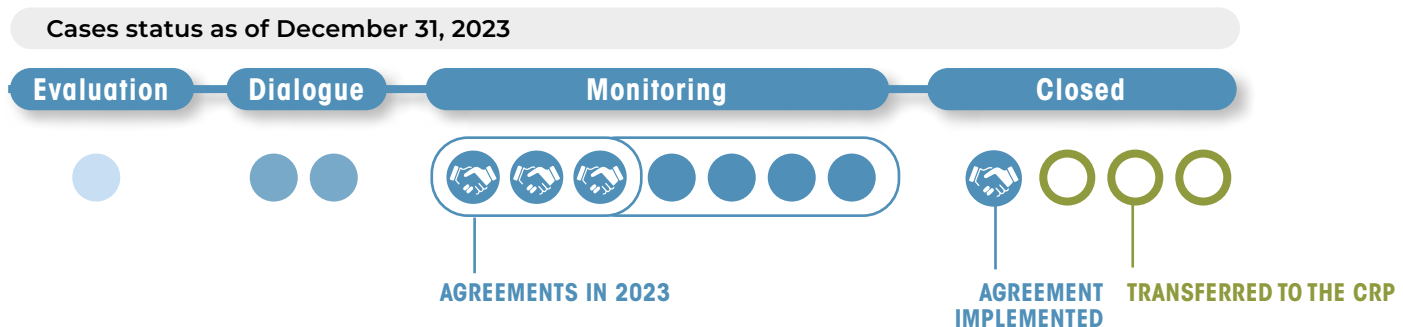 Cases status as of December 31, 2023
Evaluation
Dialogue
Monitoring
Closed
AGREEMENTS IN 2023
AGREEMENT
IMPLEMENTED
TRANSFERRED TO THE CRP